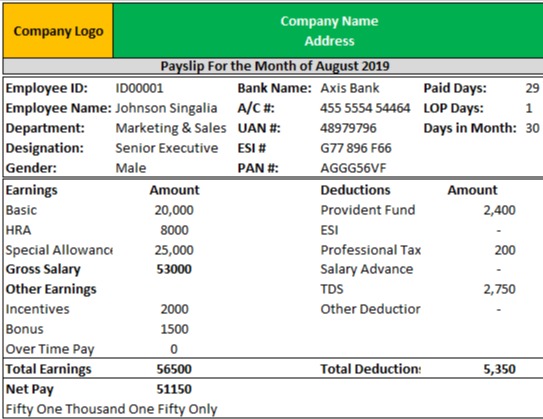 Company Logo
Company Name
Address
Payslip For the Month of August 2019
Employee ID: ID00001 Bank Name: Axis Bank Paid Days: 29
Employee Name: Johnson Singalia A/C #: 455 5554 54464 LOP Days: 1
Department: Marketing & Sales UAN #: 48979796 Days in Month: 30
Designation: Senior Executive ESI # G77 896 F66
Gender: Male PAN #: AGGG56VF
Earnings Amount Deductions Amount
Basic 20,000 Provident Fund 2,400
HRA 8000 ESI -
Special Allowanc 25,000 Professional Tax 200
Gross Salary 53000 Salary Advance -
Other Earnings TDS 2,750
Incentives 2000 Other Deduction -
Bonus 1500
Over Time Pay 0
Total Earnings 56500 Total Deductions 5,350
Net Pay 51150
Fifty One Thousand One Fifty Only